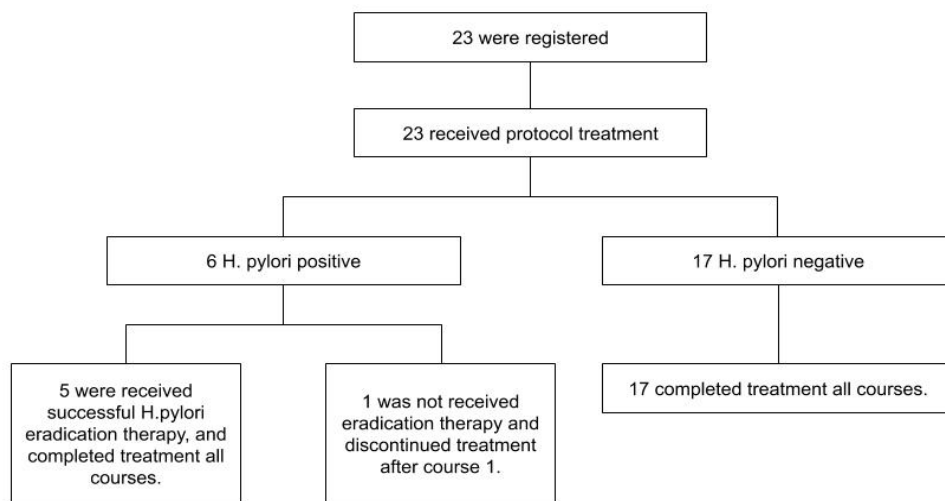 23 were registered
23 received protocol treatment
6 H. pylori positive
17 H. pylori negative
5 were received
successful H.pylori
eradication therapy, and
completed treatment all
courses.
1 was not received
eradication therapy and
discontinued treatment
after course 1.
17 completed treatment all courses.